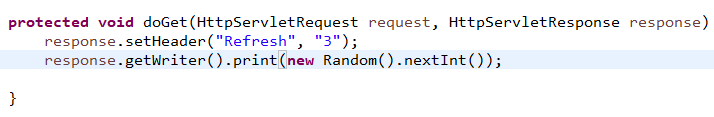 protected void doGet(HttpServletRequest request, HttpServletResponse response)
    response.setHeader("Refresh", "3");
    response.getWriter().print(new Random().nextInt());
}